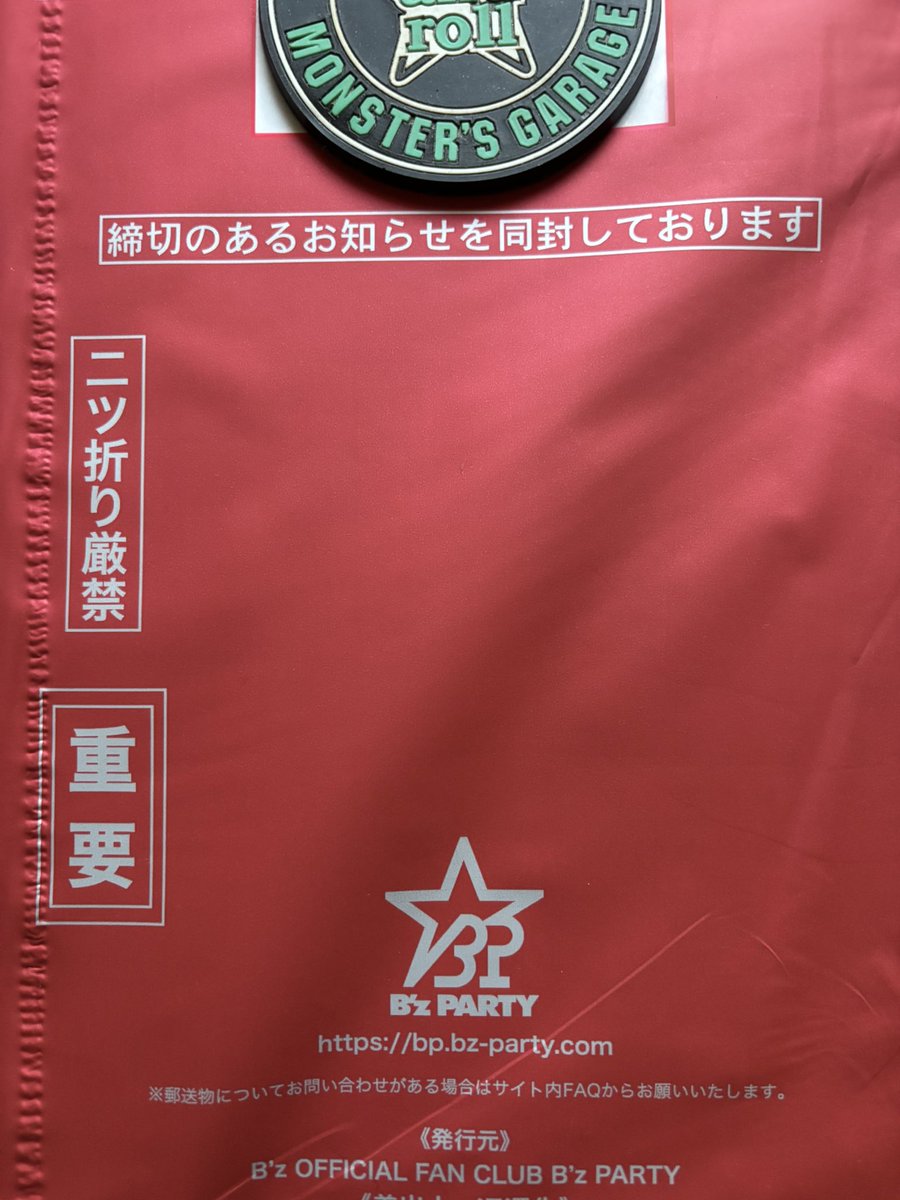 roll
MONSTER'S GARAGE
締切のあるお知らせを同封しております
二ツ折り厳禁
重要
BP
B'z PARTY
https://bp.bz-party.com
※郵送物についてお問い合わせがある場合はサイト内FAQからお願いいたします。
《発行元》
B'z OFFICIAL FAN CLUB B'z PARTY